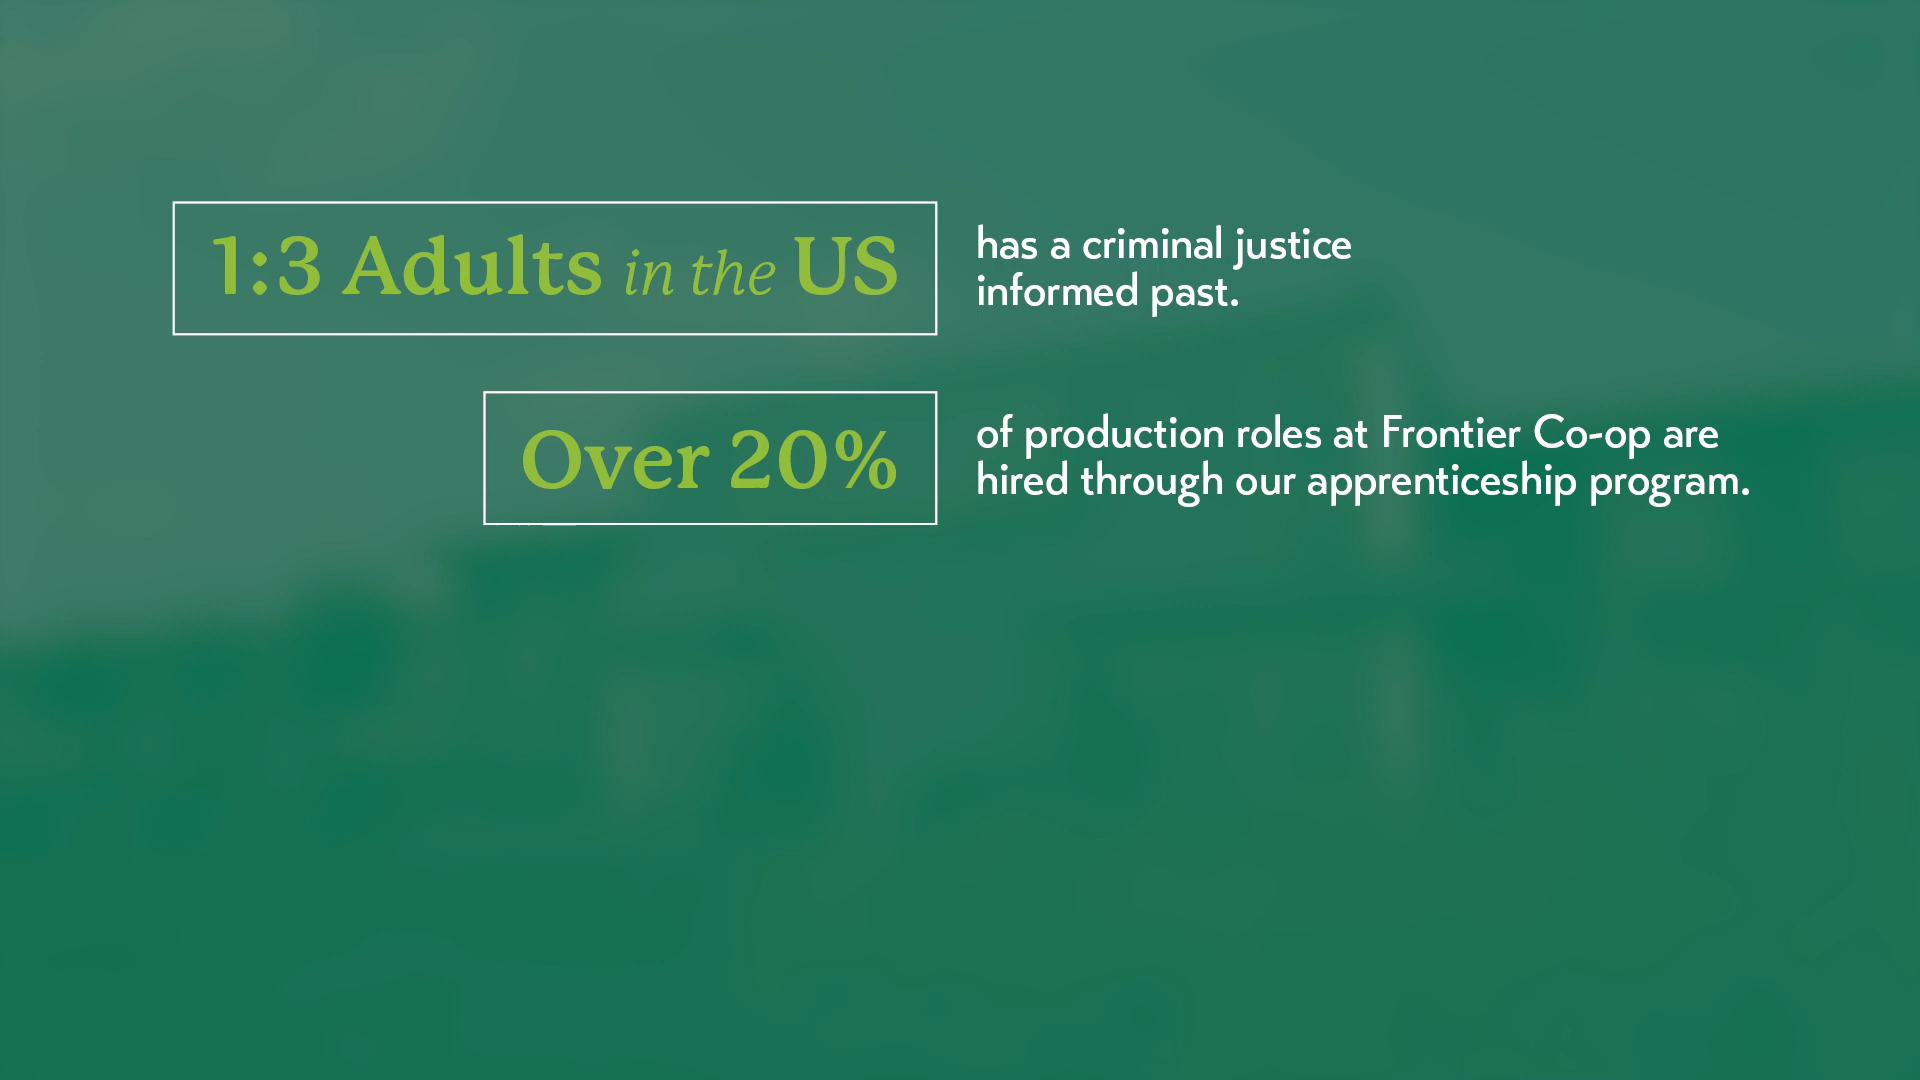 1:3 Adults in the US
has a criminal justice
informed past.
Over 20%
of production roles at Frontier Co-op are
hired through our apprenticeship program.